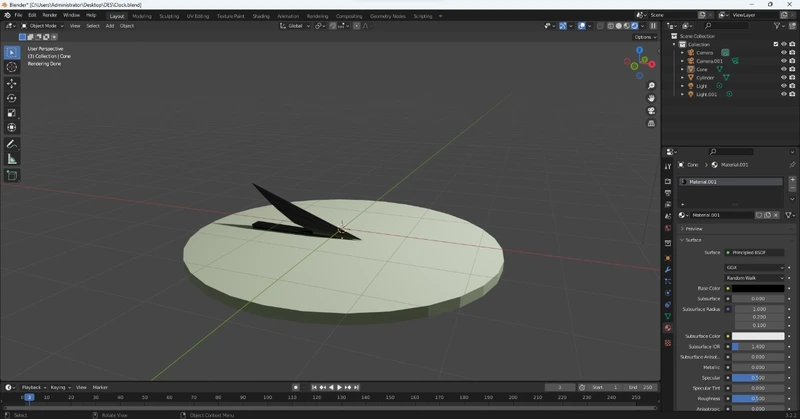 Blender* [C:\Users\Administrator\Desktop\DES\Clock.blend]
File Edit Render Window Help Layout Modeling Sculpting UV Editing Texture Paint Shading Animation Rendering Compositing Geometry Nodes Scripting + Scene ViewLayer
Object Mode View Select Add Object Global
Options
User Perspective
(3) Collection | Cone
Rendering Done
Scene Collection
Collection
Camera
Camera.001
Cone
Cylinder
Light
Light.001
Cone > Material.001
Material.001
Material.001
Preview
Surface
Surface Principled BSDF
GGX
Random Walk
Base Color
Subsurface 0.000
Subsurface Radius 1.000
0.200
0.100
Subsurface Color
Subsurface IOR 1.400
Subsurface Anisot... 0.000
Metallic 0.000
Specular 0.500
Specular Tint 0.000
Roughness 0.500
Anisotropic 0.000
Playback Keying View Marker 3 Start 1 End 250
3 10 20 30 40 50 60 70 80 90 100 110 120 130 140 150 160 170 180 190 200 210 220 230 240 250
Select Rotate View Object Context Menu 3.2.2